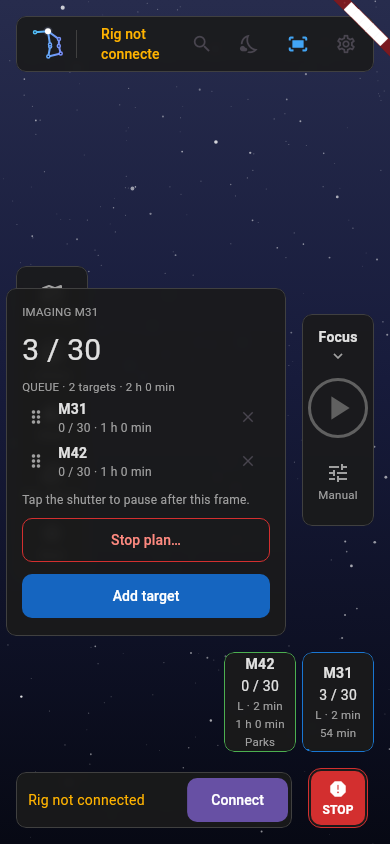 Rig not
connecte
IMAGING M31
3 / 30
QUEUE · 2 targets · 2 h 0 min
M31
0 / 30 · 1 h 0 min
M42
0 / 30 · 1 h 0 min
Tap the shutter to pause after this frame.
Stop plan…
Add target
Focus
Manual
M42
0 / 30
L · 2 min
1 h 0 min
Parks
M31
3 / 30
L · 2 min
54 min
Rig not connected
Connect
STOP